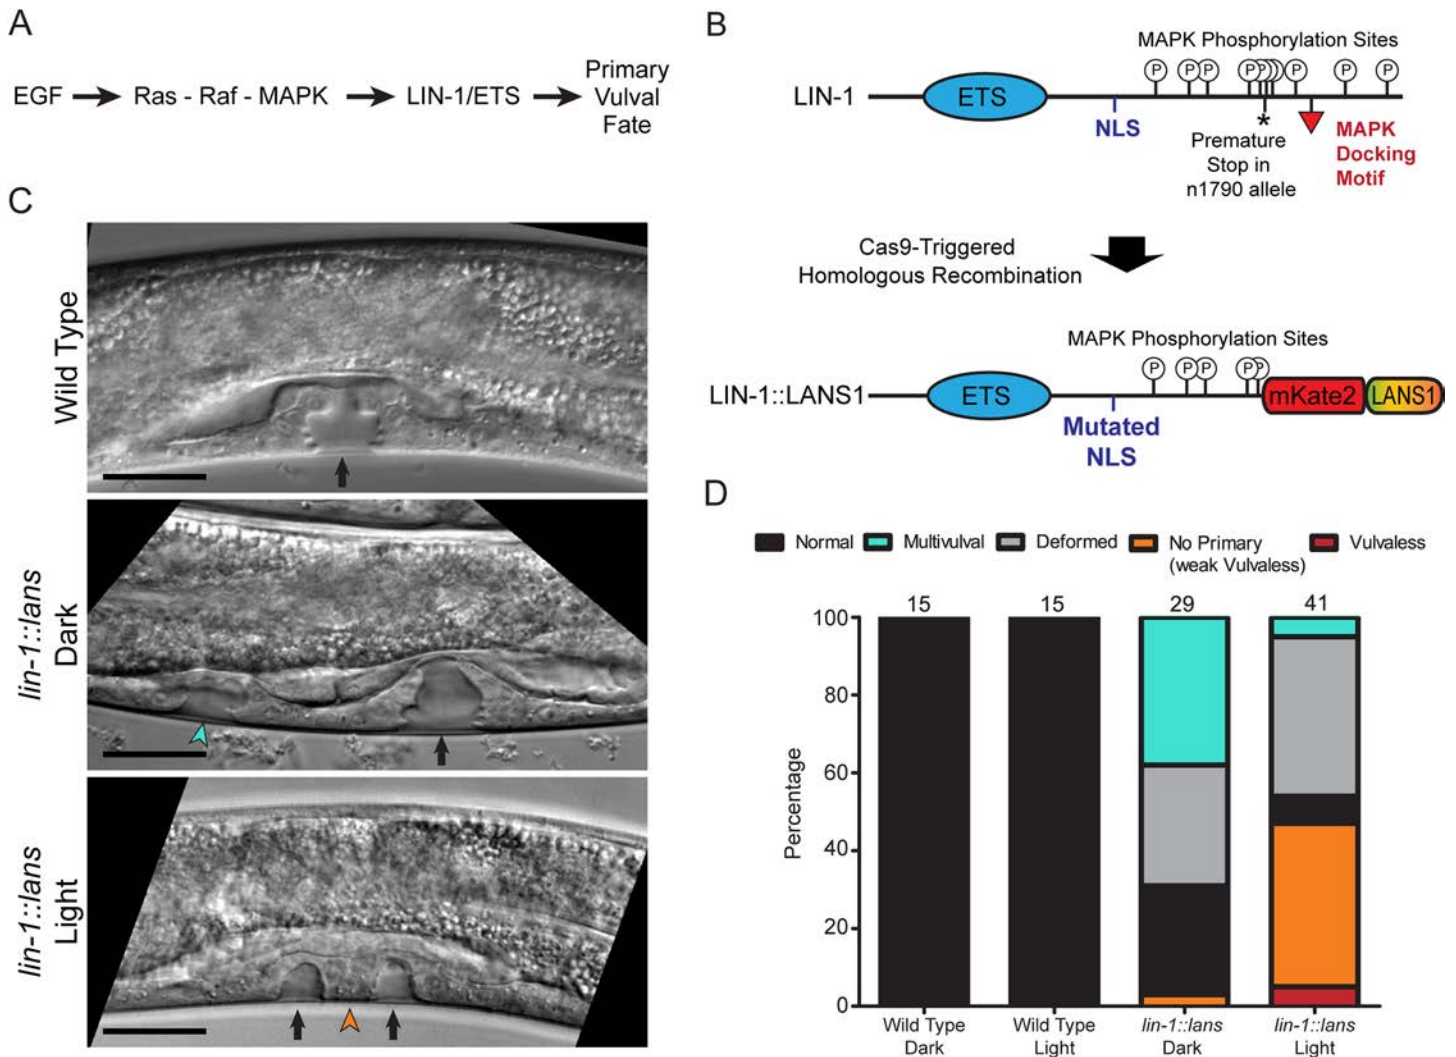 A
EGF
Ras - Raf - MAPK
LIN-1/ETS
Primary
Vulval
Fate
B
MAPK Phosphorylation Sites
P P P P P P P P P P
LIN-1
ETS
NLS
*
Premature
Stop in
n1790 allele
MAPK
Docking
Motif
Cas9-Triggered
Homologous Recombination
MAPK Phosphorylation Sites
P P P P P
LIN-1::LANS1
ETS
mKate2
LANS1
Mutated
NLS
C
Wild Type
lin-1::lans
Dark
lin-1::lans
Light
D
Normal
Multivulval
Deformed
No Primary
(weak Vulvaless)
Vulvaless
15
15
29
41
100
80
60
40
20
0
Percentage
Wild Type
Dark
Wild Type
Light
lin-1::lans
Dark
lin-1::lans
Light